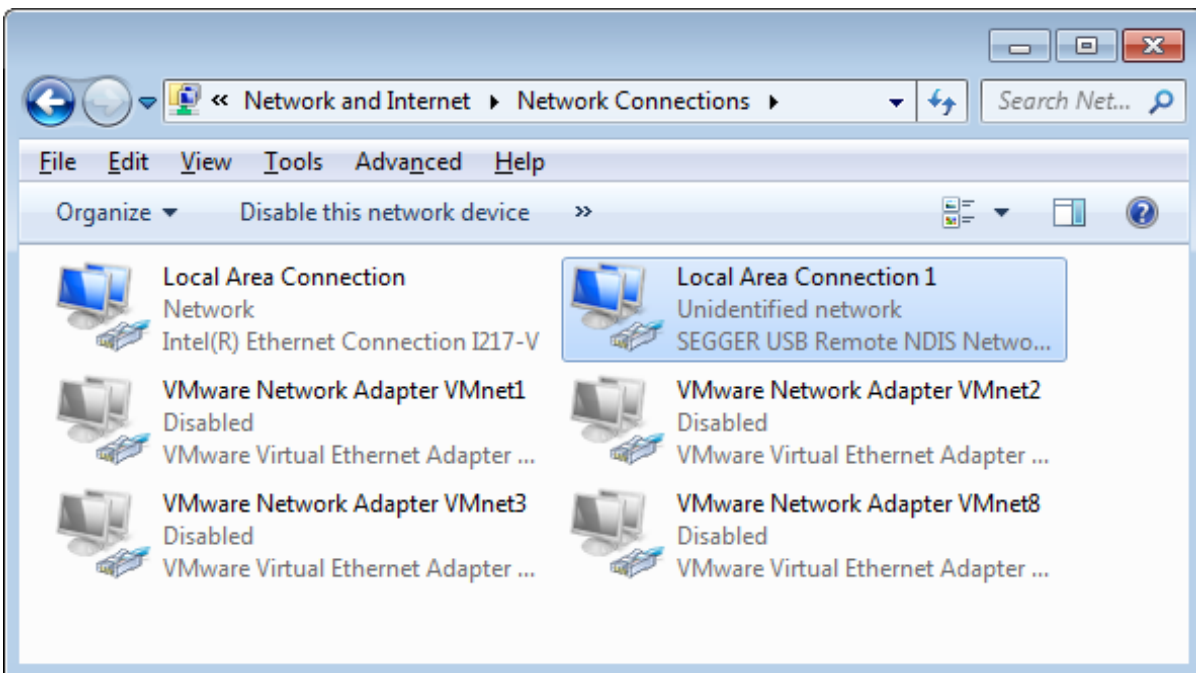 « Network and Internet ▸ Network Connections ▸ Search Net...
File Edit View Tools Advanced Help
Organize Disable this network device »
Local Area Connection
Network
Intel(R) Ethernet Connection I217-V
Local Area Connection 1
Unidentified network
SEGGER USB Remote NDIS Netwo...
VMware Network Adapter VMnet1
Disabled
VMware Virtual Ethernet Adapter ...
VMware Network Adapter VMnet2
Disabled
VMware Virtual Ethernet Adapter ...
VMware Network Adapter VMnet3
Disabled
VMware Virtual Ethernet Adapter ...
VMware Network Adapter VMnet8
Disabled
VMware Virtual Ethernet Adapter ...